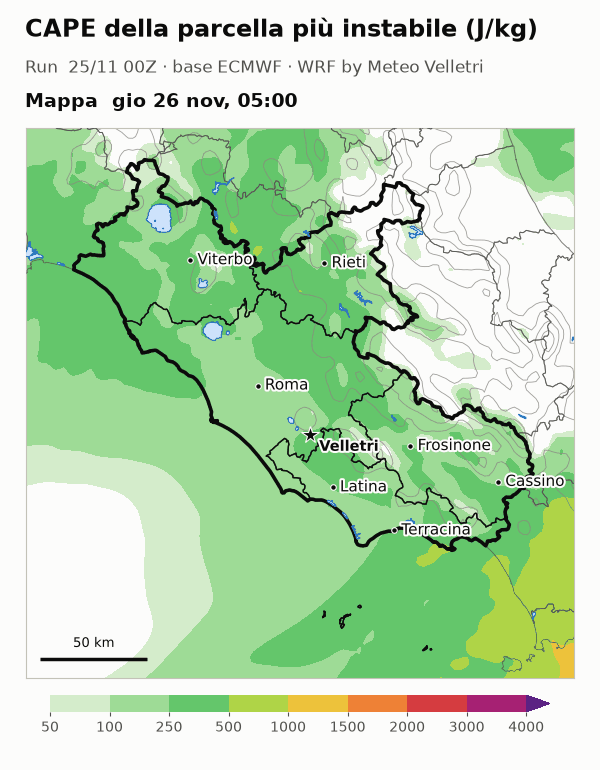 CAPE della parcella più instabile (J/kg)
Run  25/11 00Z · base ECMWF · WRF by Meteo Velletri
Mappa  gio 26 nov, 05:00
Viterbo
Rieti
Roma
Velletri
Frosinone
Latina
Cassino
Terracina
50 km
50 100 250 500 1000 1500 2000 3000 4000